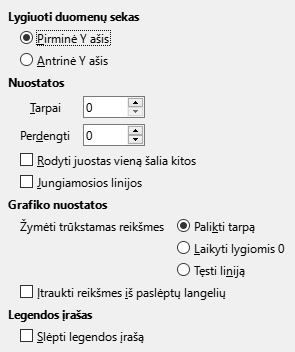 Lygiuoti duomenų sekas
Pirminė Y ašis
Antrinė Y ašis
Nuostatos
Tarpai 0
Perdengti 0
Rodyti juostas vieną šalia kitos
Jungiamosios linijos
Grafiko nuostatos
Žymėti trūkstamas reikšmes Palikti tarpą
Laikyti lygiomis 0
Tęsti liniją
Įtraukti reikšmes iš paslėptų langelių
Legendos įrašas
Slėpti legendos įrašą